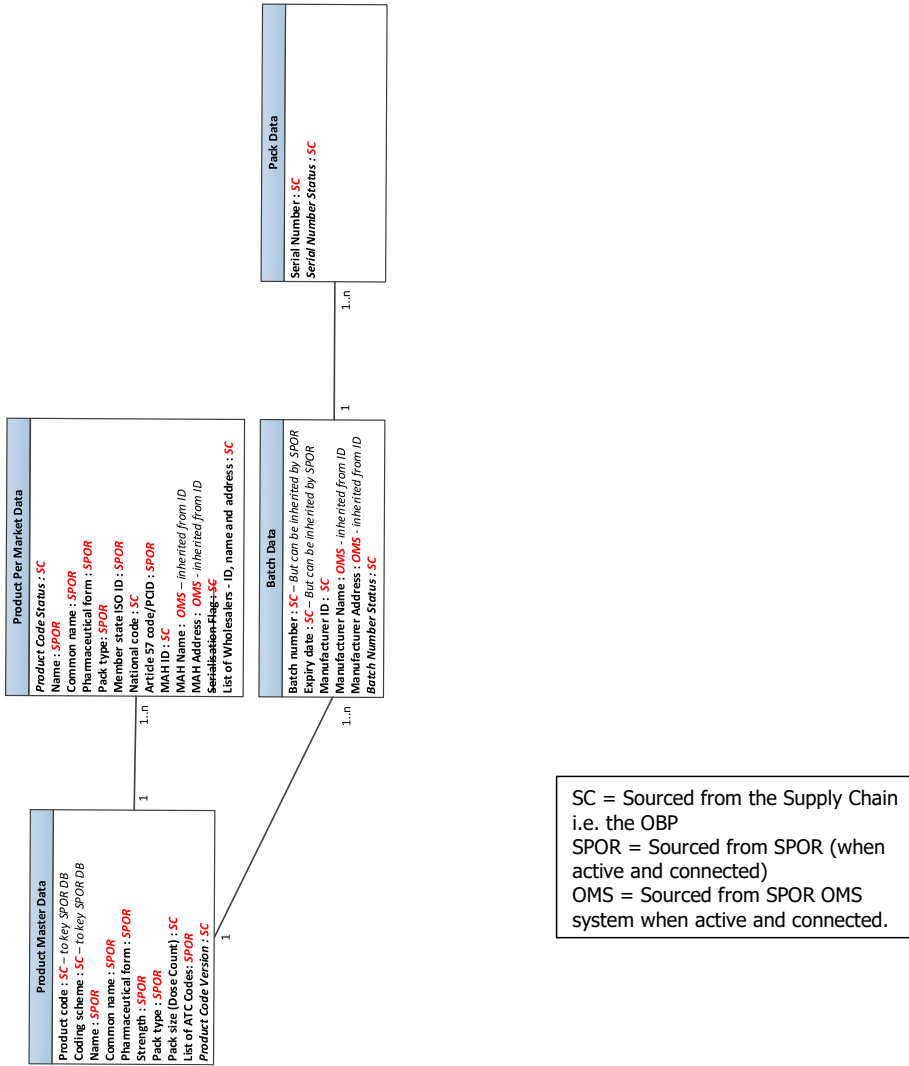 Product Master Data
Product code : SC – to key SPOR DB
Coding scheme : SC – to key SPOR DB
Name : SPOR
Common name : SPOR
Pharmaceutical form : SPOR
Strength : SPOR
Pack type : SPOR
Pack size (Dose Count) : SC
List of ATC Codes: SPOR
Product Code Version : SC
1
1..n
Product Per Market Data
Product Code Status : SC
Name : SPOR
Common name : SPOR
Pharmaceutical form : SPOR
Pack type: SPOR
Member state ISO ID : SPOR
National code : SC
Article 57 code/PCID : SPOR
MAH ID : SC
MAH Name : OMS – inherited from ID
MAH Address : OMS - inherited from ID
Serialisation Flag : SC
List of Wholesalers - ID, name and address : SC
1
1..n
Batch Data
Batch number : SC – But can be inherited by SPOR
Expiry date : SC – But can be inherited by SPOR
Manufacturer ID : SC
Manufacturer Name : OMS - inherited from ID
Manufacturer Address : OMS - inherited from ID
Batch Number Status : SC
1
1..n
Pack Data
Serial Number : SC
Serial Number Status : SC
SC = Sourced from the Supply Chain
i.e. the OBP
SPOR = Sourced from SPOR (when
active and connected)
OMS = Sourced from SPOR OMS
system when active and connected.